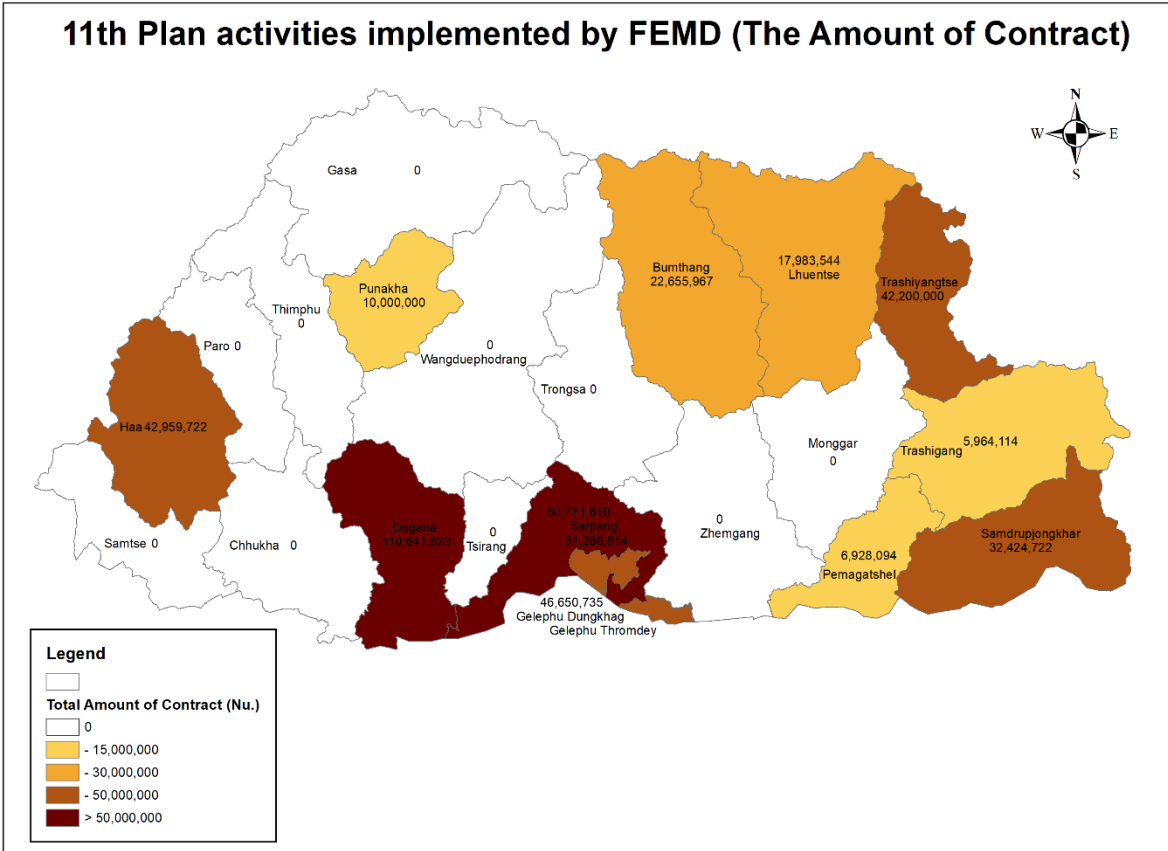 11th Plan activities implemented by FEMD (The Amount of Contract)
N
W E
S
Gasa 0
Punakha
10,000,000
Thimphu
0
Paro 0
Haa 42,959,722
Samtse 0
Chhukha 0
0
Wangduephodrang
Trongsa 0
Bumthang
22,655,967
17,983,544
Lhuentse
Trashiyangtse
42,200,000
Monggar
0
5,964,114
Trashigang
Samdrupjongkhar
32,424,722
6,928,094
Pemagatshel
0
Zhemgang
Dagana
0
Tsirang
50,771,610
Sarpang
31,286,814
46,650,735
Gelephu Dungkhag
Gelephu Thromdey
Legend
Total Amount of Contract (Nu.)
0
- 15,000,000
- 30,000,000
- 50,000,000
> 50,000,000